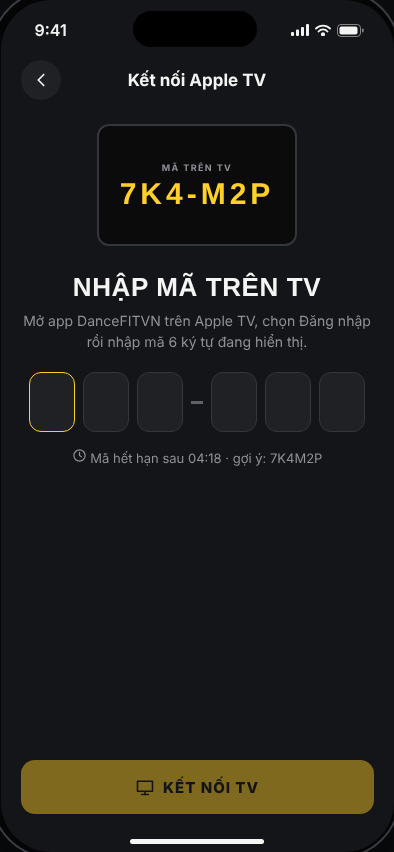 9:41
Kết nối Apple TV
MÃ TRÊN TV
7K4-M2P
NHẬP MÃ TRÊN TV
Mở app DanceFITVN trên Apple TV, chọn Đăng nhập
rồi nhập mã 6 ký tự đang hiển thị.
Mã hết hạn sau 04:18 · gợi ý: 7K4M2P
KẾT NỐI TV